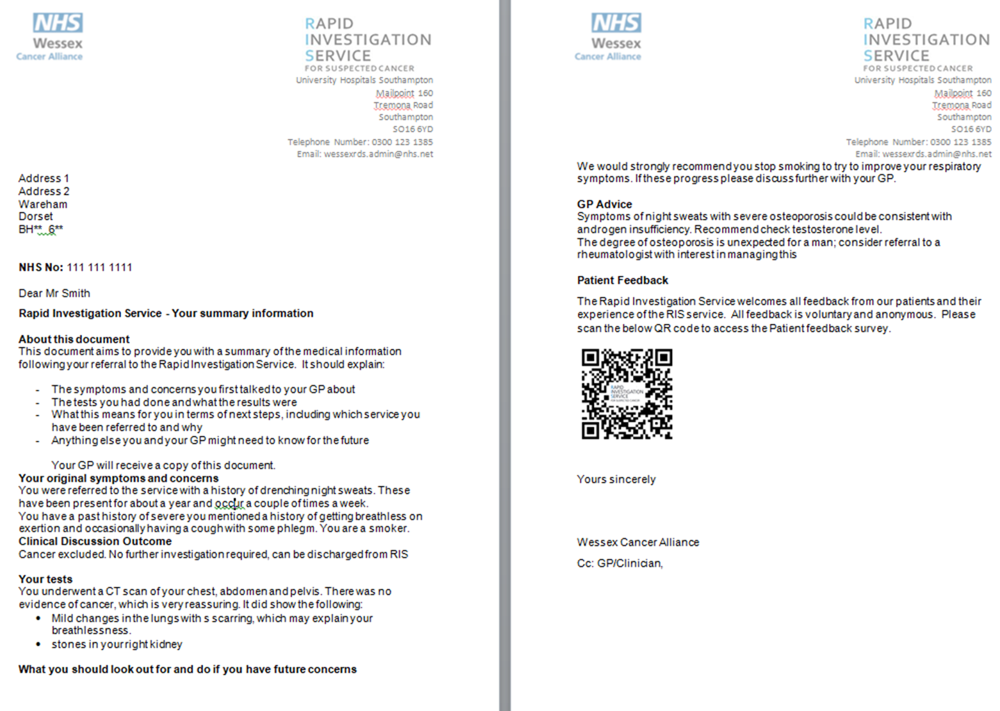 NHS
Wessex
Cancer Alliance
RAPID
INVESTIGATION
SERVICE
FOR SUSPECTED CANCER
University Hospitals Southampton
Mailpoint 160
Tremona Road
Southampton
SO16 6YD
Telephone Number: 0300 123 1385
Email: wessexrds.admin@nhs.net
Address 1
Address 2
Wareham
Dorset
BH** 6**
NHS No: 111 111 1111
Dear Mr Smith
Rapid Investigation Service - Your summary information
About this document
This document aims to provide you with a summary of the medical information
following your referral to the Rapid Investigation Service. It should explain:
- The symptoms and concerns you first talked to your GP about
- The tests you had done and what the results were
- What this means for you in terms of next steps, including which service you
have been referred to and why
- Anything else you and your GP might need to know for the future
Your GP will receive a copy of this document.
Your original symptoms and concerns
You were referred to the service with a history of drenching night sweats. These
have been present for about a year and occur a couple of times a week.
You have a past history of severe you mentioned a history of getting breathless on
exertion and occasionally having a cough with some phlegm. You are a smoker.
Clinical Discussion Outcome
Cancer excluded. No further investigation required, can be discharged from RIS
Your tests
You underwent a CT scan of your chest, abdomen and pelvis. There was no
evidence of cancer, which is very reassuring. It did show the following:
• Mild changes in the lungs with s scarring, which may explain your
breathlessness.
• stones in your right kidney
What you should look out for and do if you have future concerns
NHS
Wessex
Cancer Alliance
RAPID
INVESTIGATION
SERVICE
FOR SUSPECTED CANCER
University Hospitals Southampton
Mailpoint 160
Tremona Road
Southampton
SO16 6YD
Telephone Number: 0300 123 1385
Email: wessexrds.admin@nhs.net
We would strongly recommend you stop smoking to try to improve your respiratory
symptoms. If these progress please discuss further with your GP.
GP Advice
Symptoms of night sweats with severe osteoporosis could be consistent with
androgen insufficiency. Recommend check testosterone level.
The degree of osteoporosis is unexpected for a man; consider referral to a
rheumatologist with interest in managing this
Patient Feedback
The Rapid Investigation Service welcomes all feedback from our patients and their
experience of the RIS service. All feedback is voluntary and anonymous. Please
scan the below QR code to access the Patient feedback survey.
RAPID
INVESTIGATION
SERVICE
FOR SUSPECTED CANCER
Yours sincerely
Wessex Cancer Alliance
Cc: GP/Clinician,